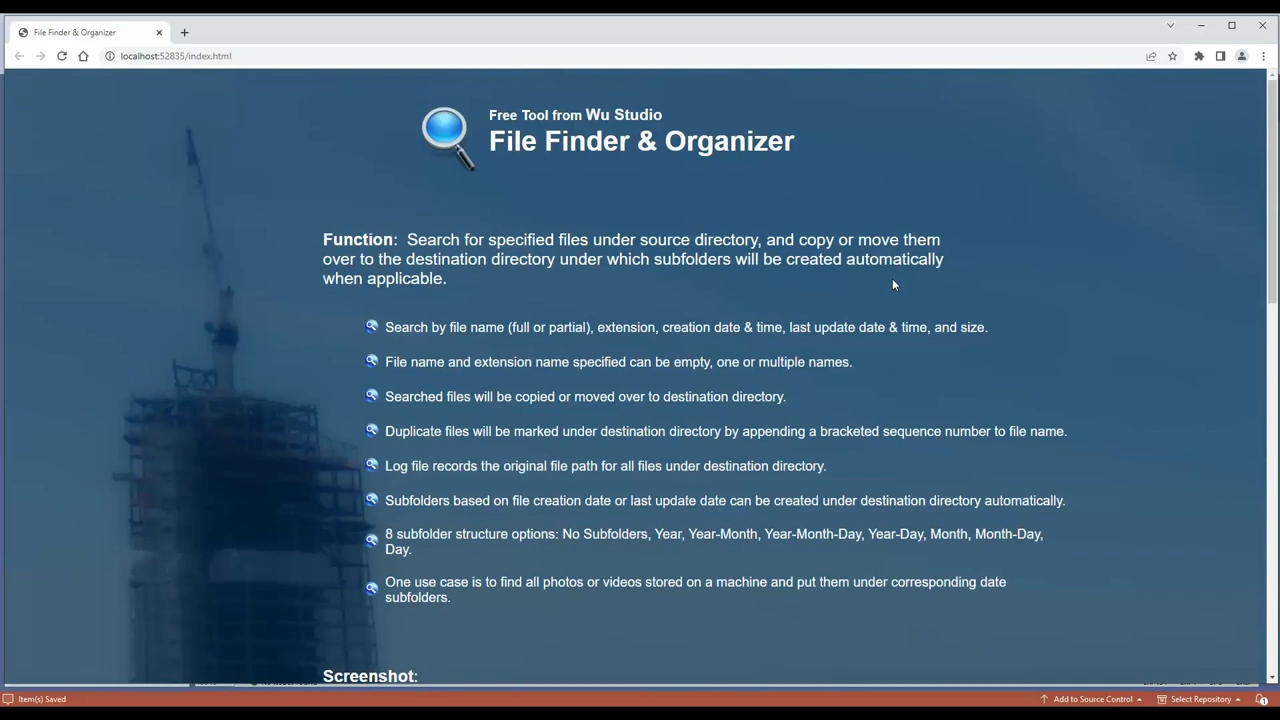 File Finder & Organizer
localhost:52835/index.html
Free Tool from Wu Studio
File Finder & Organizer
Function:  Search for specified files under source directory, and copy or move them
over to the destination directory under which subfolders will be created automatically
when applicable.
Search by file name (full or partial), extension, creation date & time, last update date & time, and size.
File name and extension name specified can be empty, one or multiple names.
Searched files will be copied or moved over to destination directory.
Duplicate files will be marked under destination directory by appending a bracketed sequence number to file name.
Log file records the original file path for all files under destination directory.
Subfolders based on file creation date or last update date can be created under destination directory automatically.
8 subfolder structure options: No Subfolders, Year, Year-Month, Year-Month-Day, Year-Day, Month, Month-Day,
Day.
One use case is to find all photos or videos stored on a machine and put them under corresponding date
subfolders.
Screenshot:
Item(s) Saved
Add to Source Control
Select Repository
1